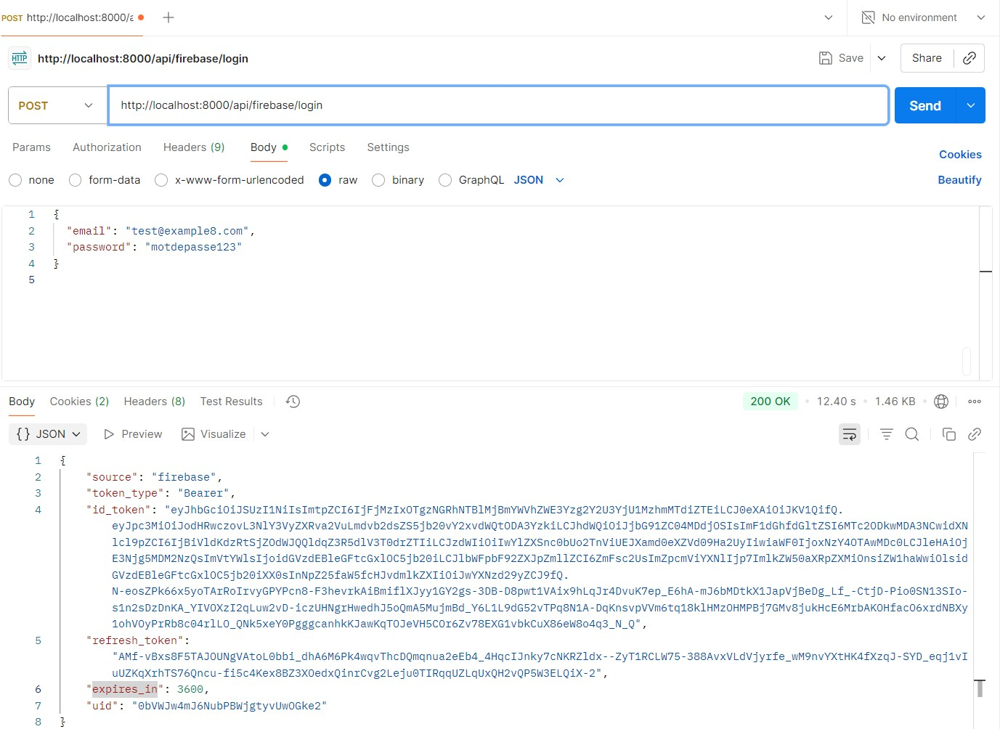 POST http://localhost:8000/a
No environment
HTTP http://localhost:8000/api/firebase/login
Save
Share
POST
http://localhost:8000/api/firebase/login
Send
Params Authorization Headers (9) Body Scripts Settings
Cookies
none form-data x-www-form-urlencoded raw binary GraphQL JSON
Beautify
1 {
2 "email": "test@example8.com",
3 "password": "motdepasse123"
4 }
5
Body Cookies (2) Headers (8) Test Results
200 OK • 12.40 s • 1.46 KB •
{} JSON Preview Visualize
1 {
2 "source": "firebase",
3 "token_type": "Bearer",
4 "id_token": "eyJhbGciOiJSUzI1NiIsImtpZCI6IjFjMzIxOTgzNGRhNTBlMjBmYWVhZWE3Yzg2Y2U3YjU1MzhmMTdiZTEiLCJ0eXAiOiJKV1QifQ.
eyJpc3MiOiJodHRwczovL3NlY3VyZXRva2VuLmdvb2dsZS5jb20vY2xvdWQtODA3YzkiLCJhdWQiOiJjbG91ZC04MDdjOSIsImF1dGhfdGltZSI6MTc2ODkwMDA3NCwidXN
lcl9pZCI6IjBiVldKdzRtSjZOdWJQQldqZ3R5dlV3T0drZTIiLCJzdWIiOiIwYlZXSnc0bUo2TnViUEJXamd0eXZVd09Ha2UyIiwiaWF0IjoxNzY4OTAwMDc0LCJleHAiOj
E3Njg5MDM2NzQsImVtYWlsIjoidGVzdEBleGFtcGxlOC5jb20iLCJlbWFpbF92ZXJpZmllZCI6ZmFsc2UsImZpcmViYXNlIjp7ImlkZW50aXRpZXMiOnsiZW1haWwiOlsid
GVzdEBleGFtcGxlOC5jb20iXX0sInNpZ25faW5fcHJvdmlkZXIiOiJwYXNzd29yZCJ9fQ.
N-eosZPk66x5yoTArRoIrvyGPYPcn8-F3hevrkAiBmiflXJyy1GY2gs-3DB-D8pwt1VAix9hLqJr4DvuK7ep_E6hA-mJ6bMDtkX1JapVjBeDg_Lf_-CtjD-Pio0SN13SIo-
s1n2sDzDnKA_YIVOXzI2qLuw2vD-iczUHNgrHwedhJ5oQmA5MujmBd_Y6L1L9dG52vTPq8N1A-DqKnsvpVVm6tq18klHMzOHMPBj7GMv8jukHcE6MrbAKOHfacO6xrdNBXy
1ohVOyPrRb8c04rlLO_QNk5xeY0PgggcanhkKJawKqTOJeVH5COr6Zv78EXG1vbkCuX86eW8o4q3_N_Q",
5 "refresh_token":
"AMf-vBxs8F5TAJOUNgVAtoL0bbi_dhA6M6Pk4wqvThcDQmqnua2eEb4_4HqcIJnky7cNKRZldx--ZyT1RCLW75-388AvxVLdVjyrfe_wM9nvYXtHK4fXzqJ-SYD_eqj1vI
uUZKqXrhTS76Qncu-fi5c4Kex8BZ3XOedxQinrCvg2Leju0TIRqqUZLqUxQH2vQP5W3ELQiX-2",
6 "expires_in": 3600,
7 "uid": "0bVWJw4mJ6NubPBWjgtyvUwOGke2"
8 }